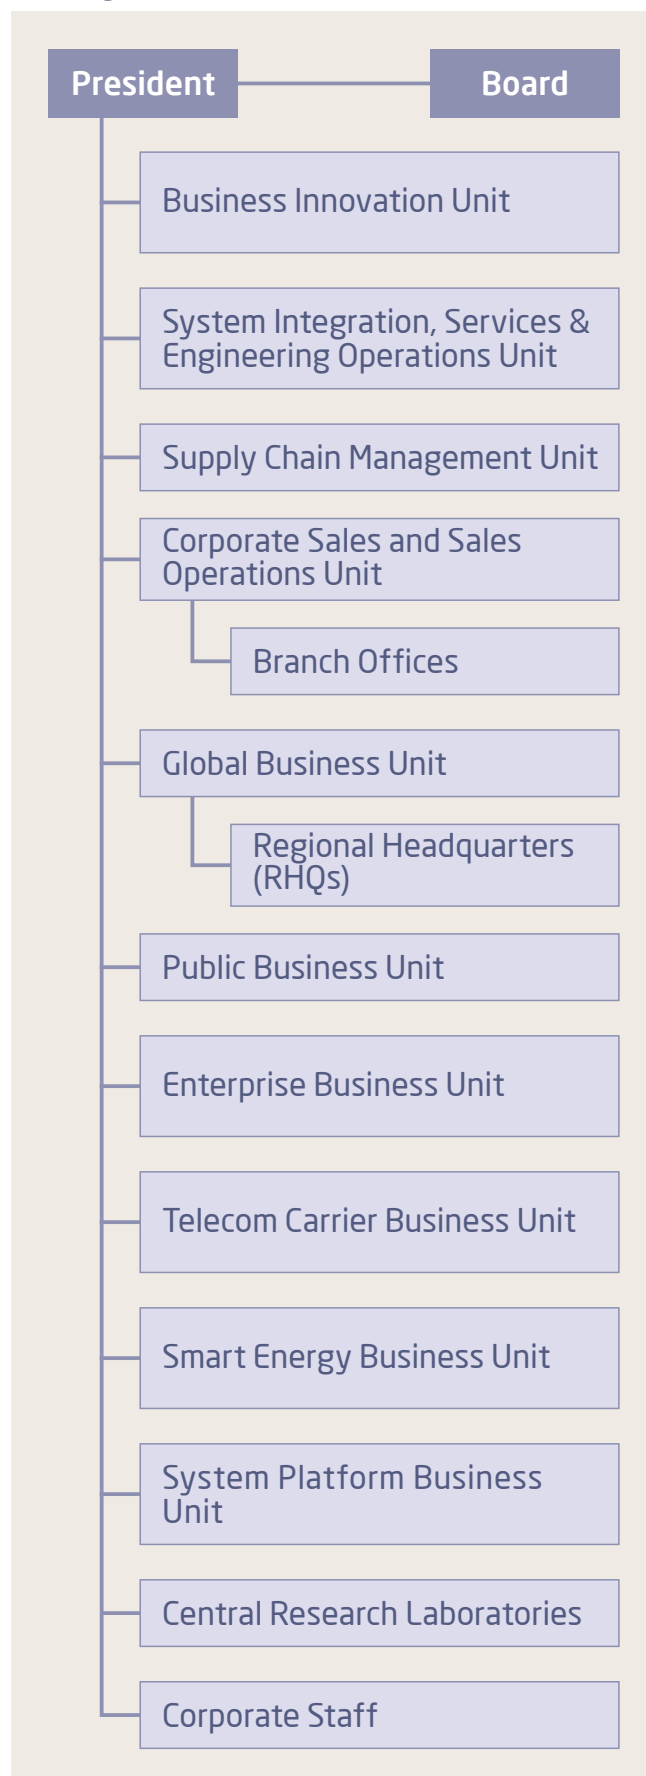 President
Board
Business Innovation Unit
System Integration, Services &
Engineering Operations Unit
Supply Chain Management Unit
Corporate Sales and Sales
Operations Unit
Branch Offices
Global Business Unit
Regional Headquarters
(RHQs)
Public Business Unit
Enterprise Business Unit
Telecom Carrier Business Unit
Smart Energy Business Unit
System Platform Business
Unit
Central Research Laboratories
Corporate Staff